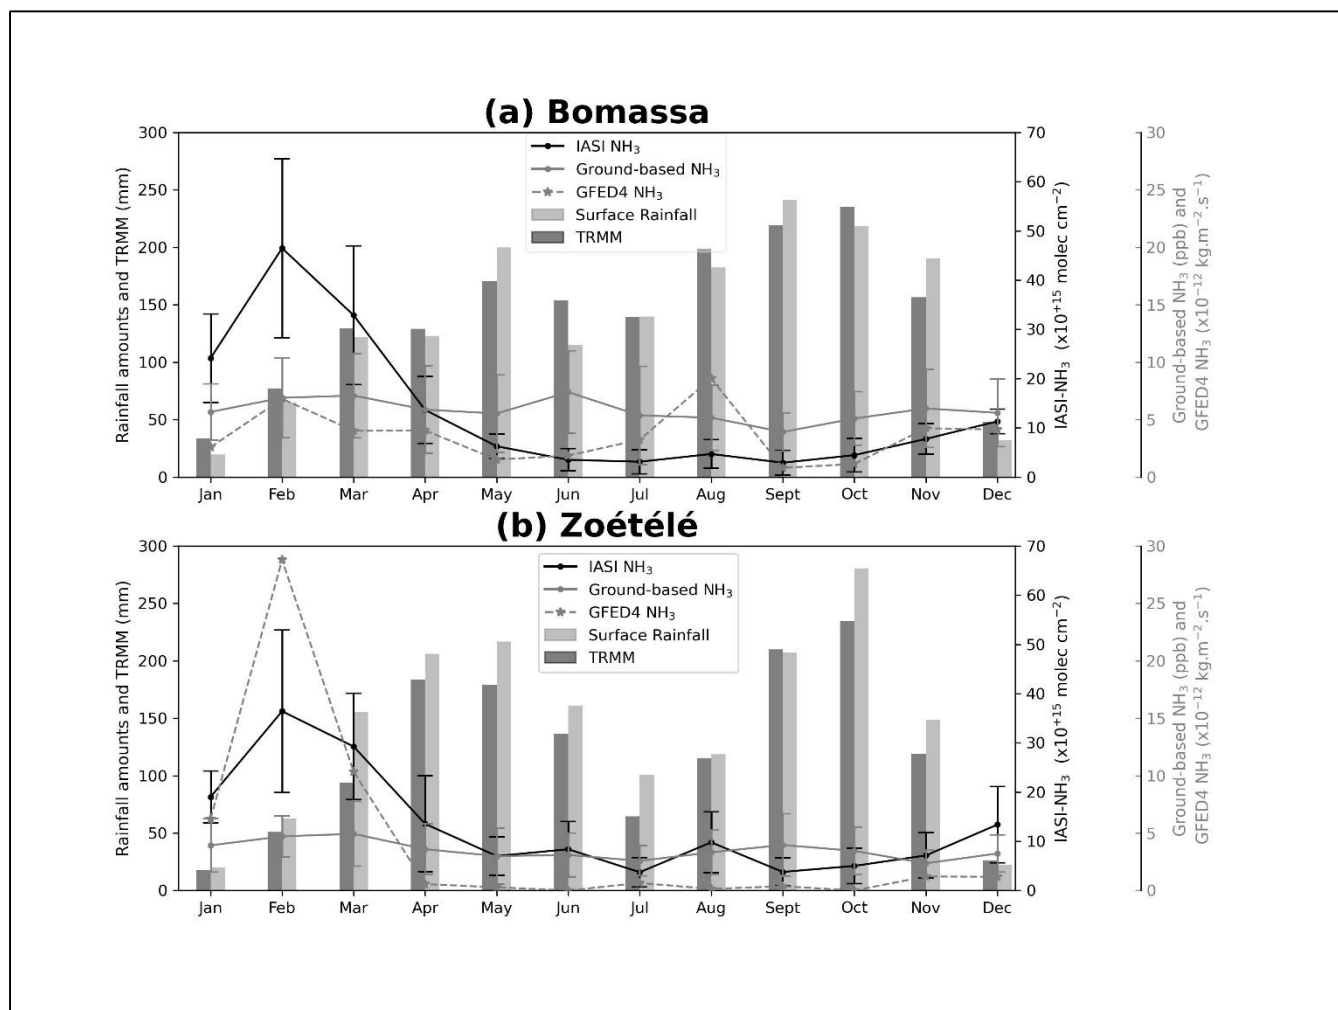 (a) Bomassa
300
250
200
150
100
50
0
Rainfall amounts and TRMM (mm)
IASI NH₃
Ground-based NH₃
GFED4 NH₃
Surface Rainfall
TRMM
70
60
50
40
30
20
10
0
IASI-NH₃ (x10⁺¹⁵ molec cm⁻²)
30
25
20
15
10
5
0
Ground-based NH₃ (ppb) and
GFED4 NH₃ (x10⁻¹² kg.m⁻².s⁻¹)
Jan Feb Mar Apr May Jun Jul Aug Sept Oct Nov Dec
(b) Zoétélé
300
250
200
150
100
50
0
Rainfall amounts and TRMM (mm)
IASI NH₃
Ground-based NH₃
GFED4 NH₃
Surface Rainfall
TRMM
70
60
50
40
30
20
10
0
IASI-NH₃ (x10⁺¹⁵ molec cm⁻²)
30
25
20
15
10
5
0
Ground-based NH₃ (ppb) and
GFED4 NH₃ (x10⁻¹² kg.m⁻².s⁻¹)
Jan Feb Mar Apr May Jun Jul Aug Sept Oct Nov Dec